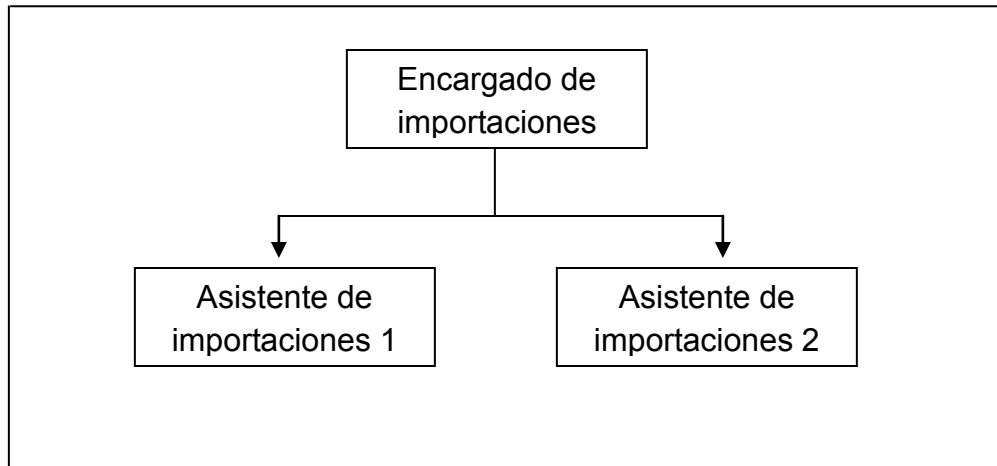 Encargado de
importaciones
Asistente de
importaciones 1
Asistente de
importaciones 2